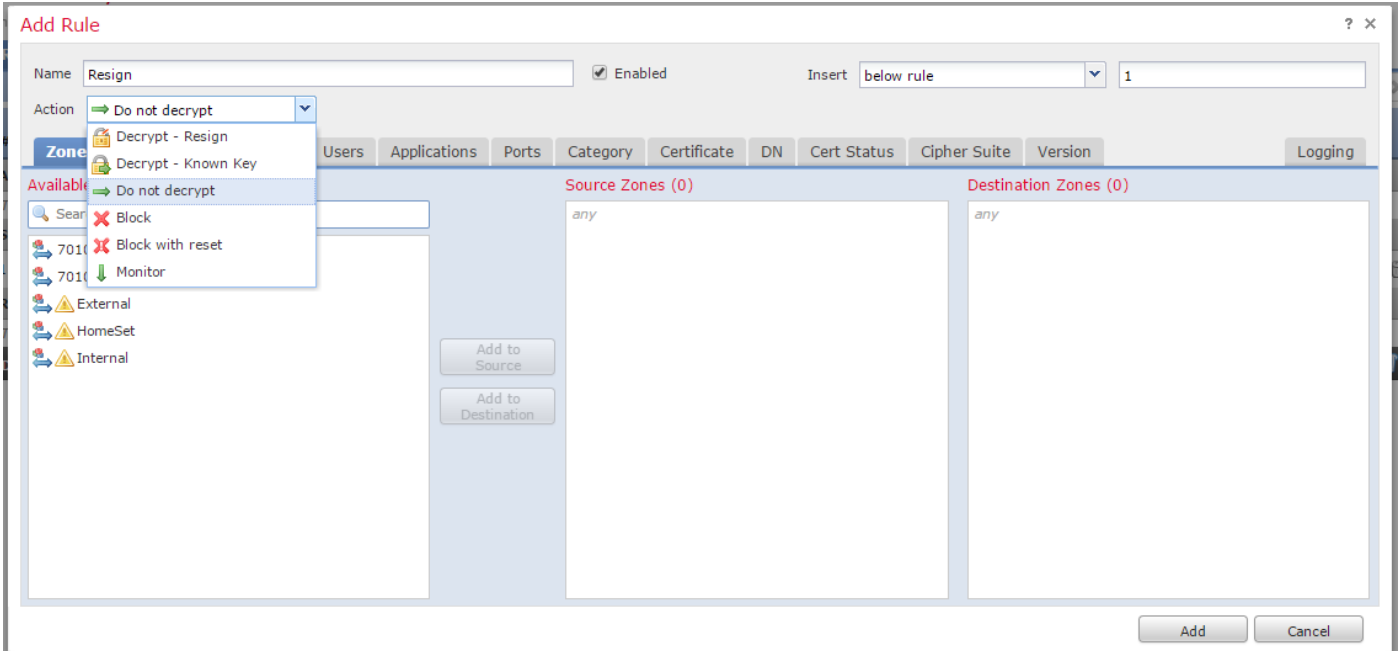 Add Rule
? ×
Name Resign Enabled Insert below rule 1
Action Do not decrypt
Decrypt - Resign
Decrypt - Known Key
Do not decrypt
Block
Block with reset
Monitor
Zone Users Applications Ports Category Certificate DN Cert Status Cipher Suite Version Logging
Available Source Zones (0) Destination Zones (0)
Sear any any
701
701
External
HomeSet
Internal
Add to
Source
Add to
Destination
Add Cancel